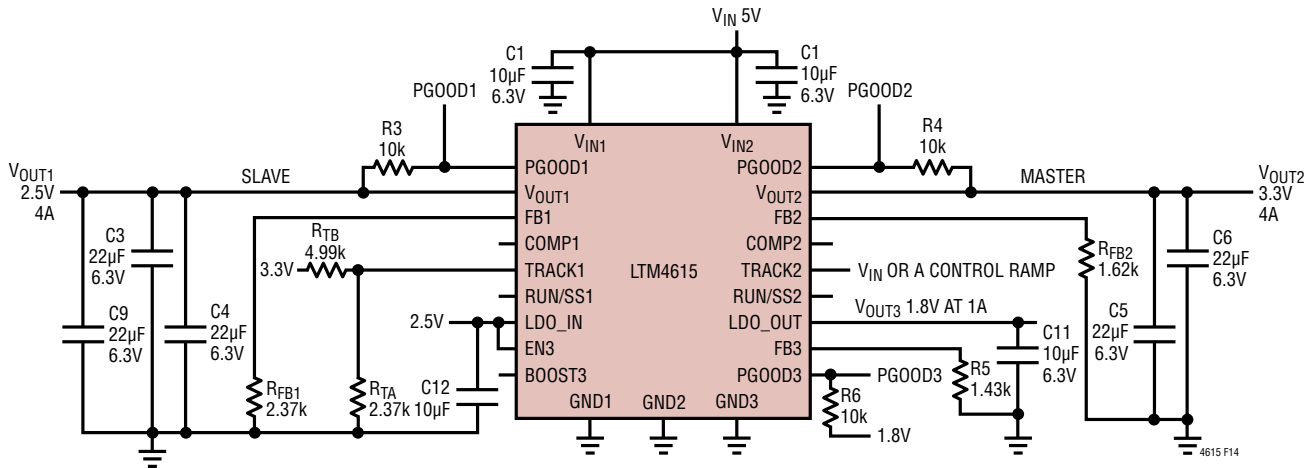 VIN 5V
C1
10µF
6.3V
C1
10µF
6.3V
PGOOD1
PGOOD2
R3
10k
R4
10k
VIN1
VIN2
VOUT1
2.5V
4A
SLAVE
PGOOD1
VOUT1
FB1
COMP1
TRACK1
RUN/SS1
LDO_IN
EN3
BOOST3
LTM4615
GND1
GND2
GND3
PGOOD2
VOUT2
FB2
COMP2
TRACK2
RUN/SS2
LDO_OUT
FB3
PGOOD3
MASTER
VOUT2
3.3V
4A
C3
22µF
6.3V
C9
22µF
6.3V
C4
22µF
6.3V
RTB
4.99k
3.3V
2.5V
RFB1
2.37k
RTA
2.37k
C12
10µF
VIN OR A CONTROL RAMP
VOUT3 1.8V AT 1A
RFB2
1.62k
C6
22µF
6.3V
C5
22µF
6.3V
C11
10µF
6.3V
R5
1.43k
PGOOD3
R6
10k
1.8V
4615 F14